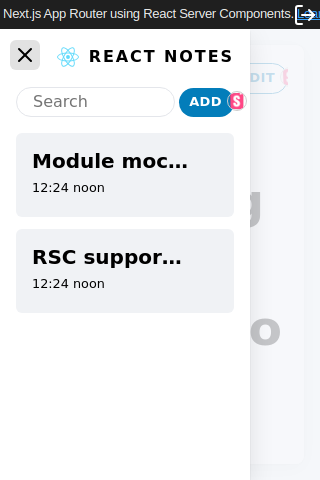 Next.js App Router using React Server Components.
REACT NOTES
Search
ADD
S
DIT
Module moc...
12:24 noon
g
RSC suppor...
12:24 noon
o